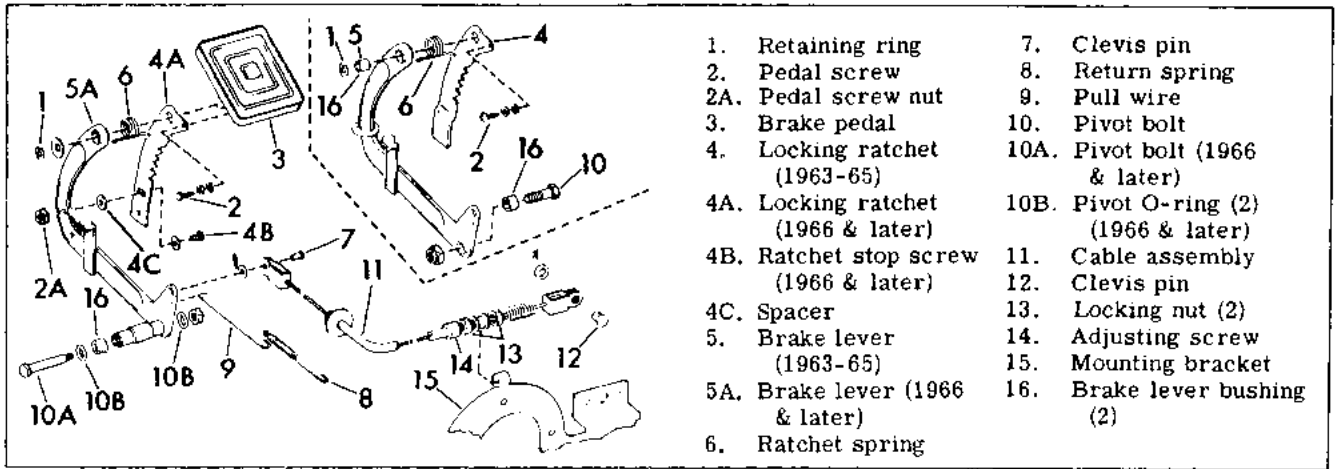 1
5A
6
4A
3
2
4B
4C
2A
16
7
11
10A
10B
10B
9
8
14
13
12
15
1
5
4
16
6
2
16
10
1. Retaining ring
2. Pedal screw
2A. Pedal screw nut
3. Brake pedal
4. Locking ratchet
(1963-65)
4A. Locking ratchet
(1966 & later)
4B. Ratchet stop screw
(1966 & later)
4C. Spacer
5. Brake lever
(1963-65)
5A. Brake lever (1966
& later)
6. Ratchet spring
7. Clevis pin
8. Return spring
9. Pull wire
10. Pivot bolt
10A. Pivot bolt (1966
& later)
10B. Pivot O-ring (2)
(1966 & later)
11. Cable assembly
12. Clevis pin
13. Locking nut (2)
14. Adjusting screw
15. Mounting bracket
16. Brake lever bushing
(2)